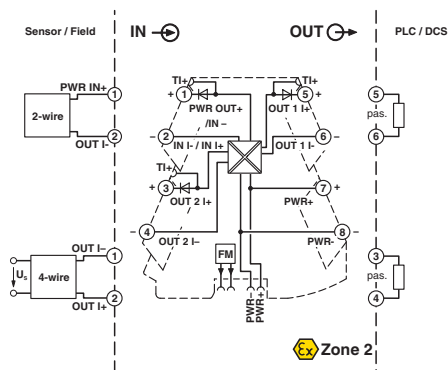 Sensor / Field
IN
OUT
PLC / DCS
PWR IN+
1
2-wire
2
OUT I-
TI+
+
1
PWR OUT+
/IN –
TI+
5
+
OUT 1 I+
–
2
IN I- / IN I+
6
–
OUT 1 I-
TI+
+
3
OUT 2 I+
7
+
PWR+
–
4
OUT 2 I–
8
–
PWR-
5
pas.
6
OUT I–
1
Us
4-wire
2
OUT I+
FM
PWR-
PWR+
3
pas.
4
Ex Zone 2